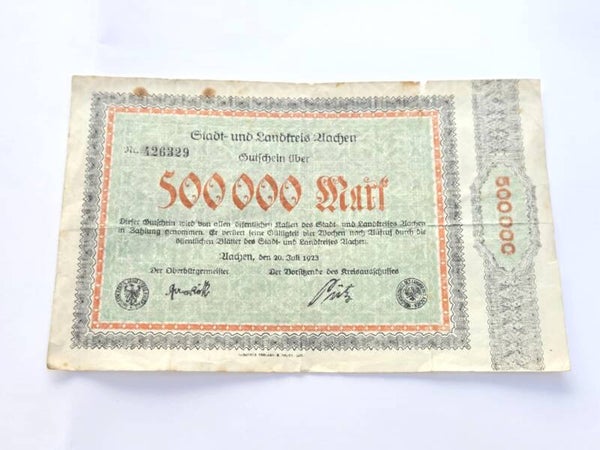 Stadt- und Landkreis Aachen
Nr. 426329
Gutschein über
500 000 Mark
500000
Dieser Gutschein wird von allen öffentlichen Kassen des Stadt- und Landkreises Aachen
in Zahlung genommen. Er verliert seine Gültigkeit vier Wochen nach Aufruf durch die
öffentlichen Blätter des Stadt- und Landkreises Aachen.
Aachen, den 20. Juli 1923
Der Oberbürgermeister
Der Vorsitzende des Kreisausschusses